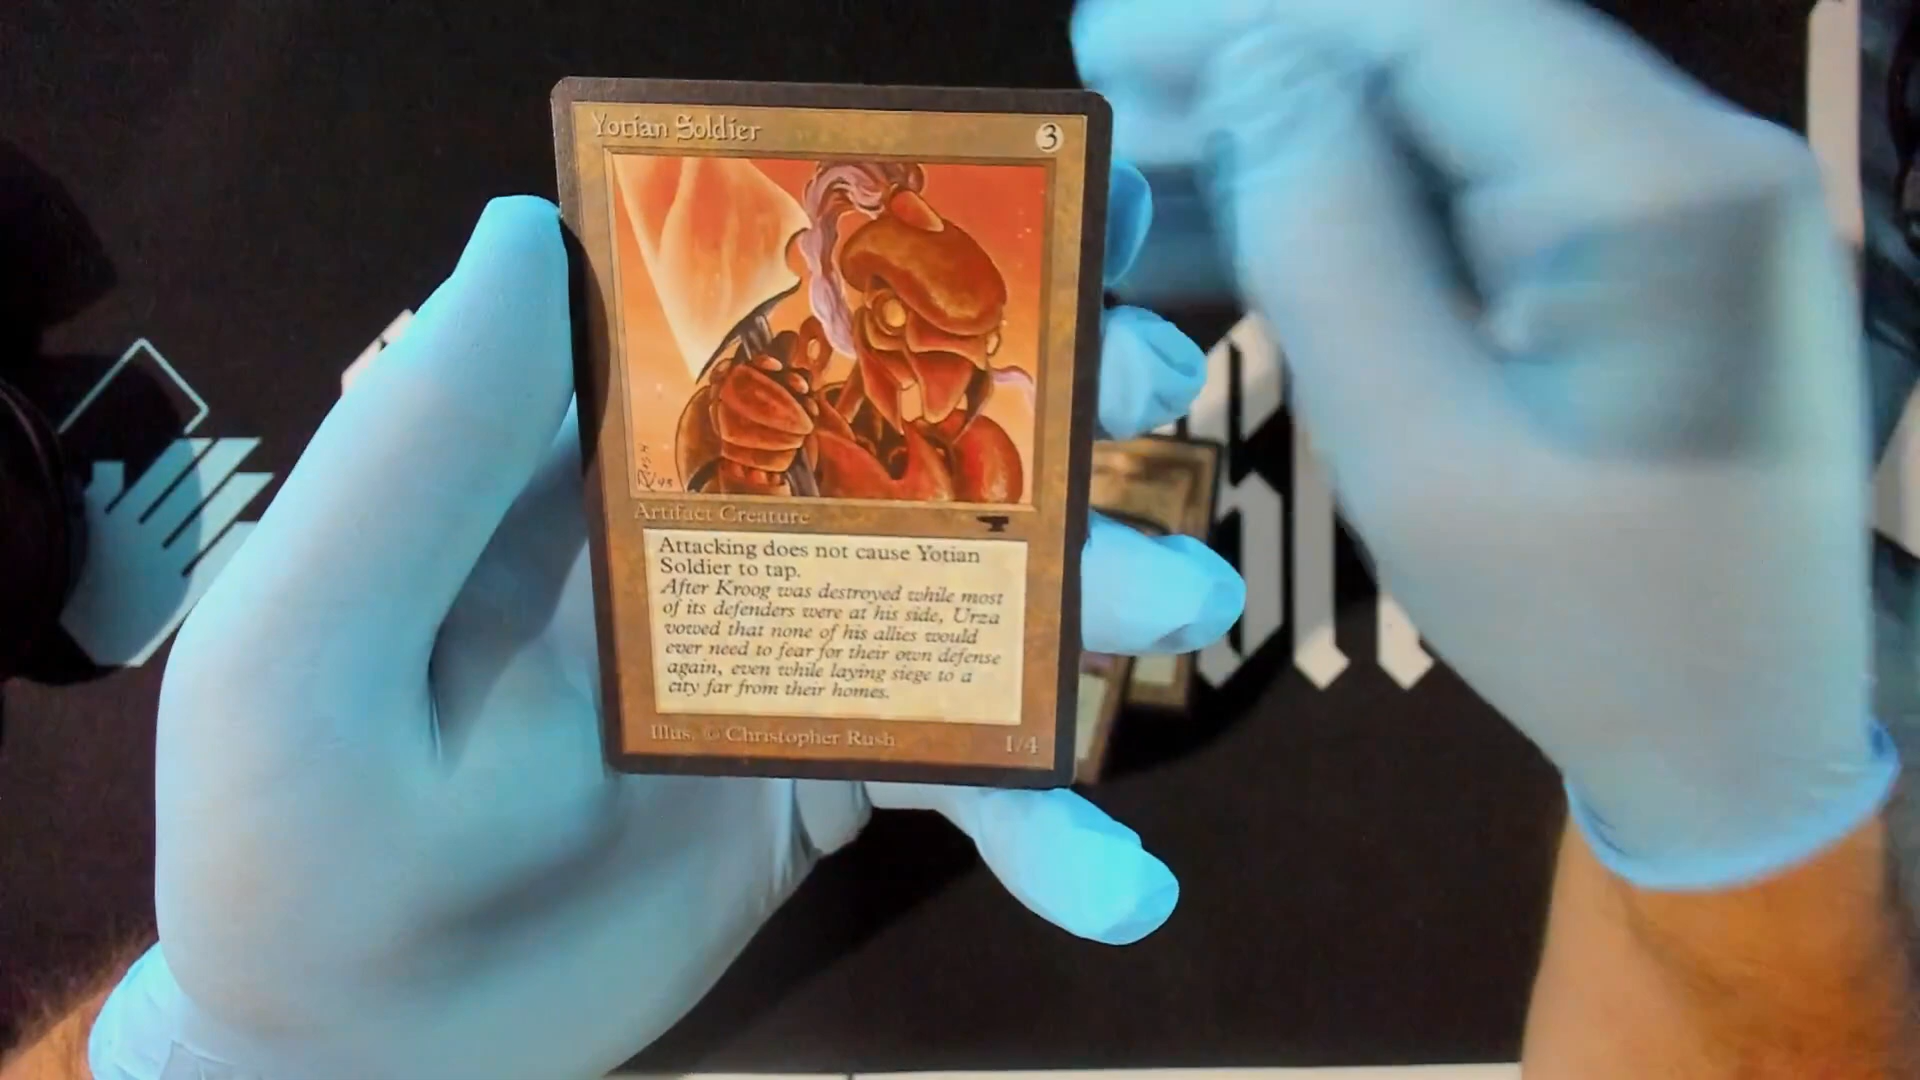 Yotian Soldier
3
Rush 95
Artifact Creature
Attacking does not cause Yotian
Soldier to tap.
After Kroog was destroyed while most
of its defenders were at his side, Urza
vowed that none of his allies would
ever need to fear for their own defense
again, even while laying siege to a
city far from their homes.
Illus. © Christopher Rush
1/4